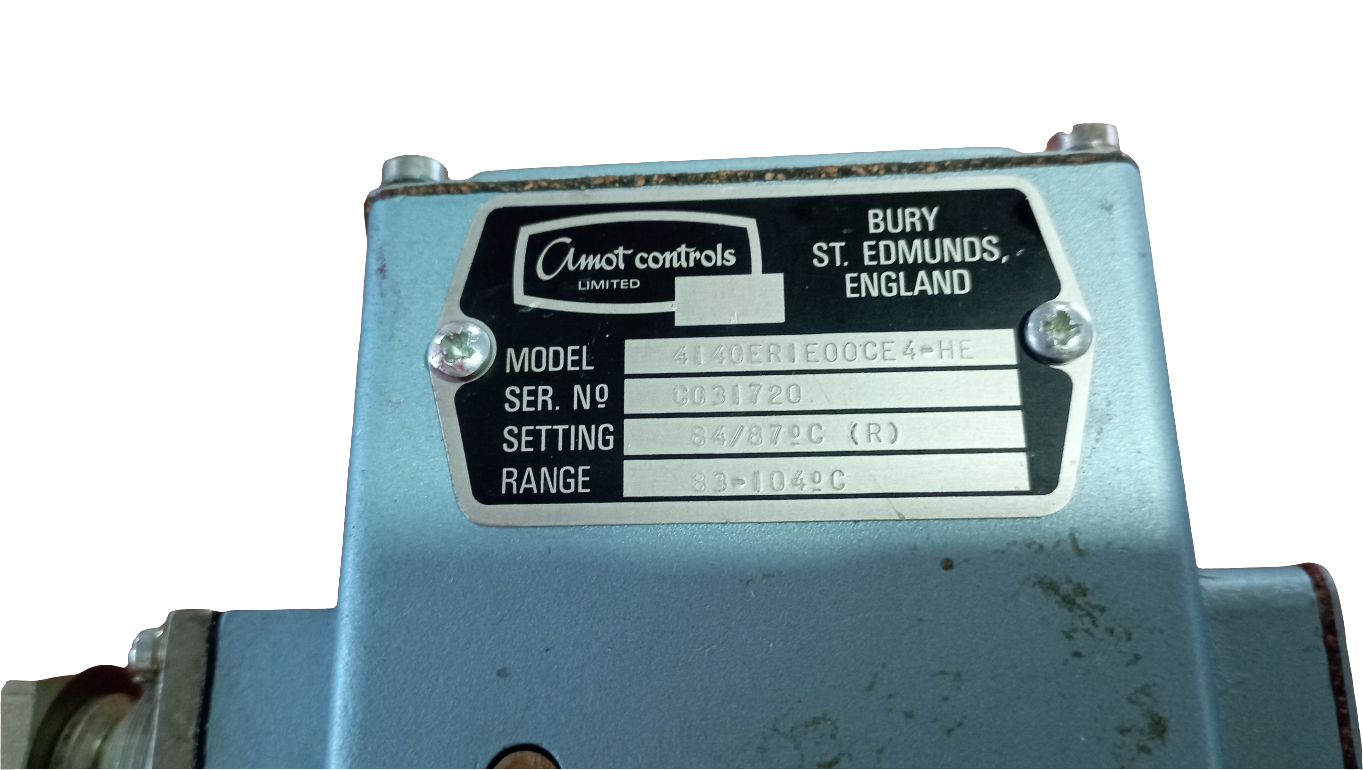 Amot controls
LIMITED
BURY
ST. EDMUNDS,
ENGLAND
MODEL 4140ER1E00CE4-HE
SER. Nº C031720
SETTING 84/87ºC (R)
RANGE 83-104ºC